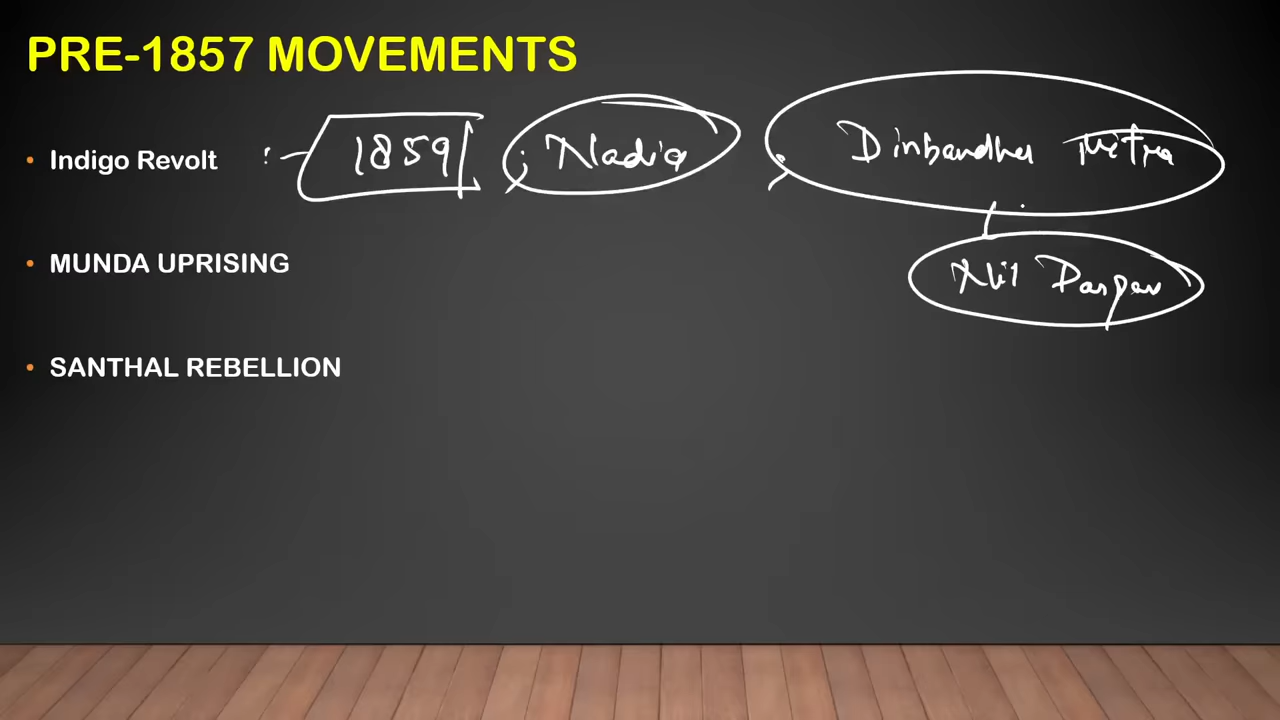 PRE-1857 MOVEMENTS
• Indigo Revolt :- 1859 ; Nadia ; Dinbandhu Mitra
Nil Darpan
• MUNDA UPRISING
• SANTHAL REBELLION